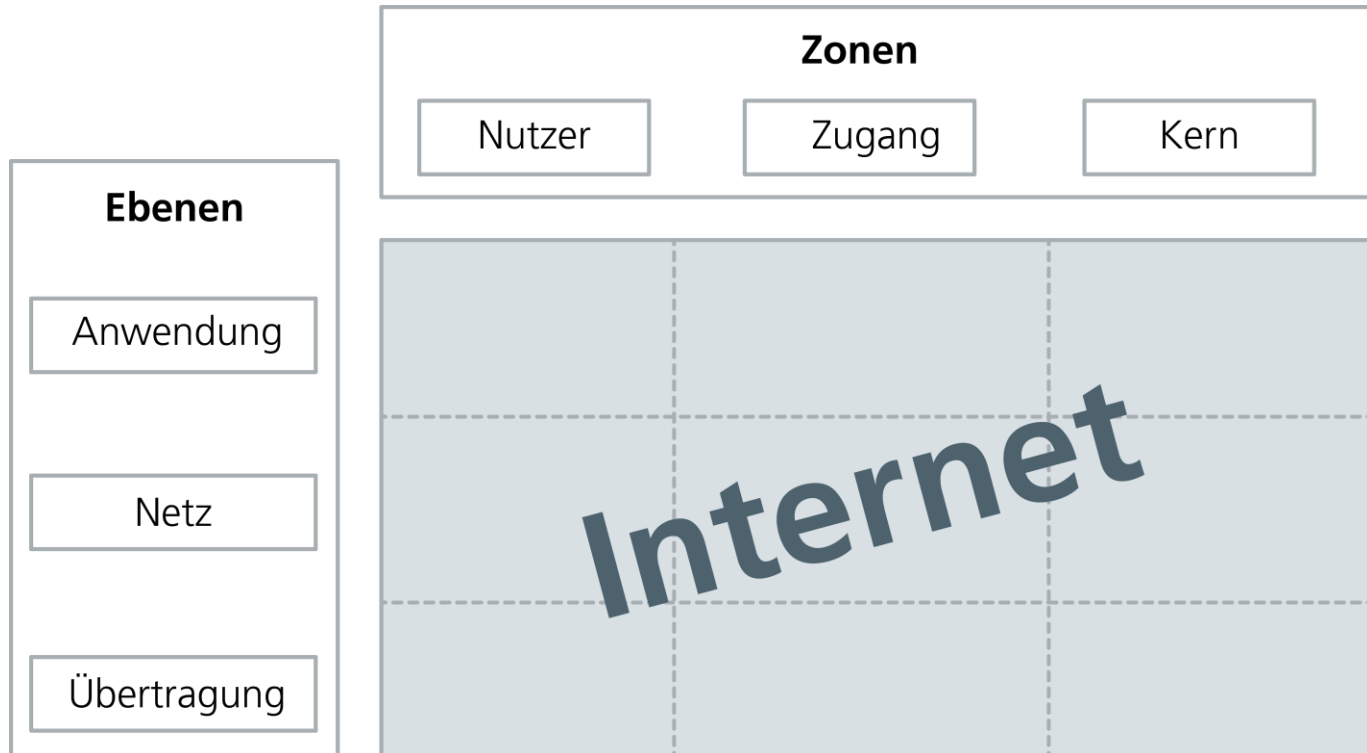 Zonen
Nutzer
Zugang
Kern
Ebenen
Anwendung
Netz
Übertragung
Internet